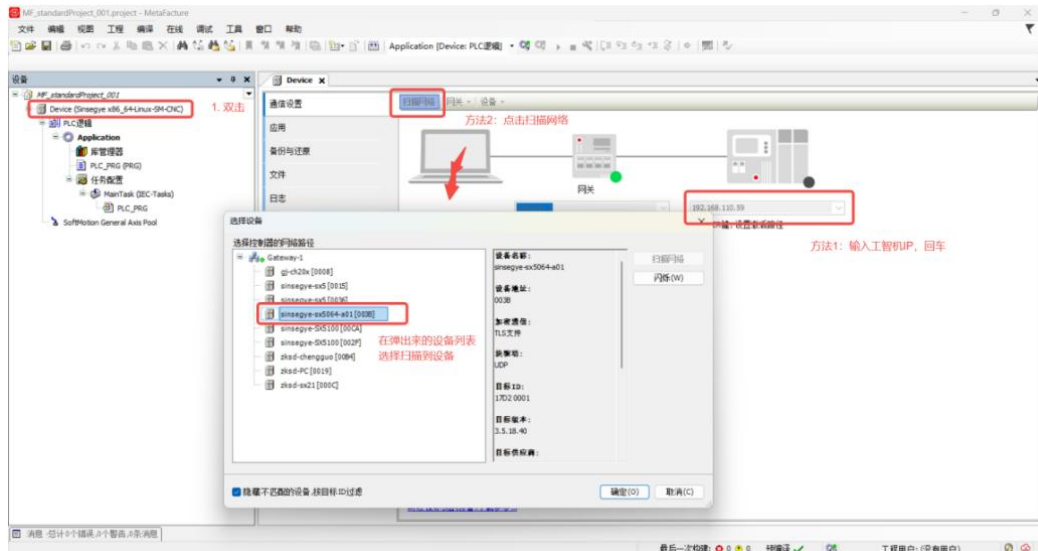 MF_standardProject_001.project - MetaFacture
文件 编辑 视图 工程 编译 在线 调试 工具 窗口 帮助
Application [Device: PLC逻辑]
设备
Device
MF_standardProject_001
Device (Sinsegye x86_64-Linux-SM-CNC)
1. 双击
PLC逻辑
Application
库管理器
PLC_PRG (PRG)
任务配置
MainTask (IEC-Tasks)
PLC_PRG
SoftMotion General Axis Pool
通信设置
应用
备份与还原
文件
日志
扫描网络 网关 设备
方法2：点击扫描网络
网关
192.168.110.59
方法1：输入工智机IP，回车
选择设备
选择控制器的网络路径
Gateway-1
gj-ch20x [0008]
sinsegye-sx5 [0015]
sinsegye-sx5 [0036]
sinsegye-sx5064-a01 [003B]
sinsegye-SX5100 [00CA]
sinsegye-SX5100 [002F]
zksd-chengguo [00B4]
zksd-PC [0019]
zksd-sx21 [000C]
在弹出来的设备列表
选择扫描到设备
设备名称:
sinsegye-sx5064-a01
设备地址:
003B
加密通信:
TLS支持
块驱动:
UDP
目标ID:
17D2 0001
目标版本:
3.5.18.40
目标供应商:
扫描网络
闪烁(W)
隐藏不匹配的设备,按目标ID过滤
确定(O) 取消(C)
消息 -总计0个错误,0个警告,0条消息
最后一次构建: 0 0 预编译
工程用户: (没有用户)